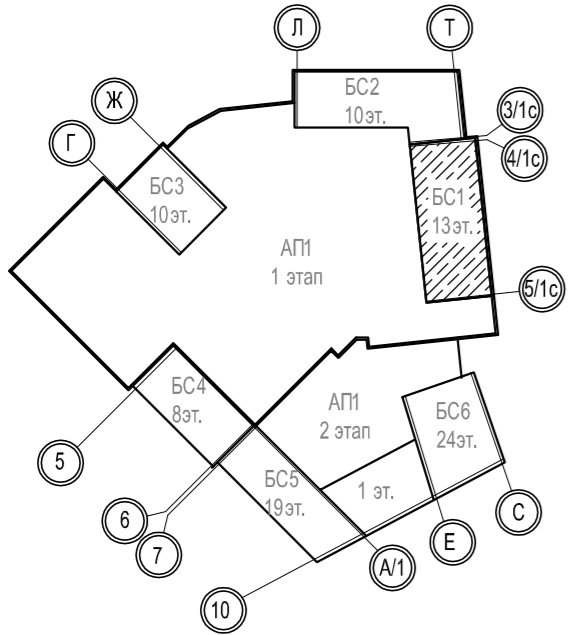 Л
Т
БС2
10эт.
3/1с
Ж
4/1с
Г
БС3
10эт.
БС1
13эт.
АП1
1 этап
5/1с
БС4
8эт.
АП1
2 этап
БС6
24эт.
5
БС5
19эт.
1 эт.
6
7
С
Е
А/1
10